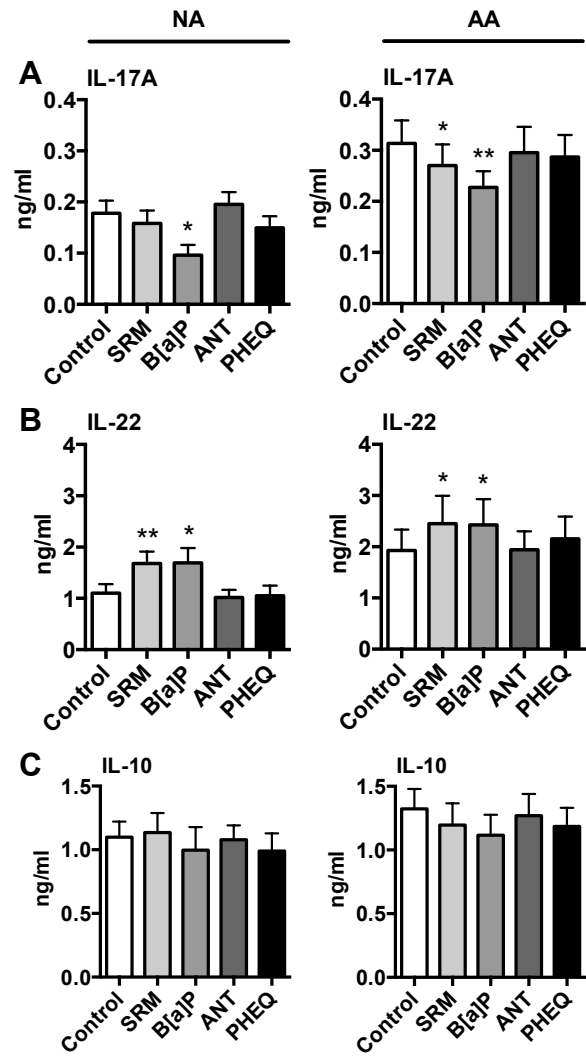 NA
AA
A
IL-17A
ng/ml
0.4
0.3
0.2
0.1
0.0
*
Control
SRM
B[a]P
ANT
PHEQ
IL-17A
ng/ml
0.4
0.3
0.2
0.1
0.0
*
**
Control
SRM
B[a]P
ANT
PHEQ
B
IL-22
ng/ml
4
3
2
1
0
**
*
Control
SRM
B[a]P
ANT
PHEQ
IL-22
ng/ml
4
3
2
1
0
*
*
Control
SRM
B[a]P
ANT
PHEQ
C
IL-10
ng/ml
1.5
1.0
0.5
0.0
Control
SRM
B[a]P
ANT
PHEQ
IL-10
ng/ml
1.5
1.0
0.5
0.0
Control
SRM
B[a]P
ANT
PHEQ